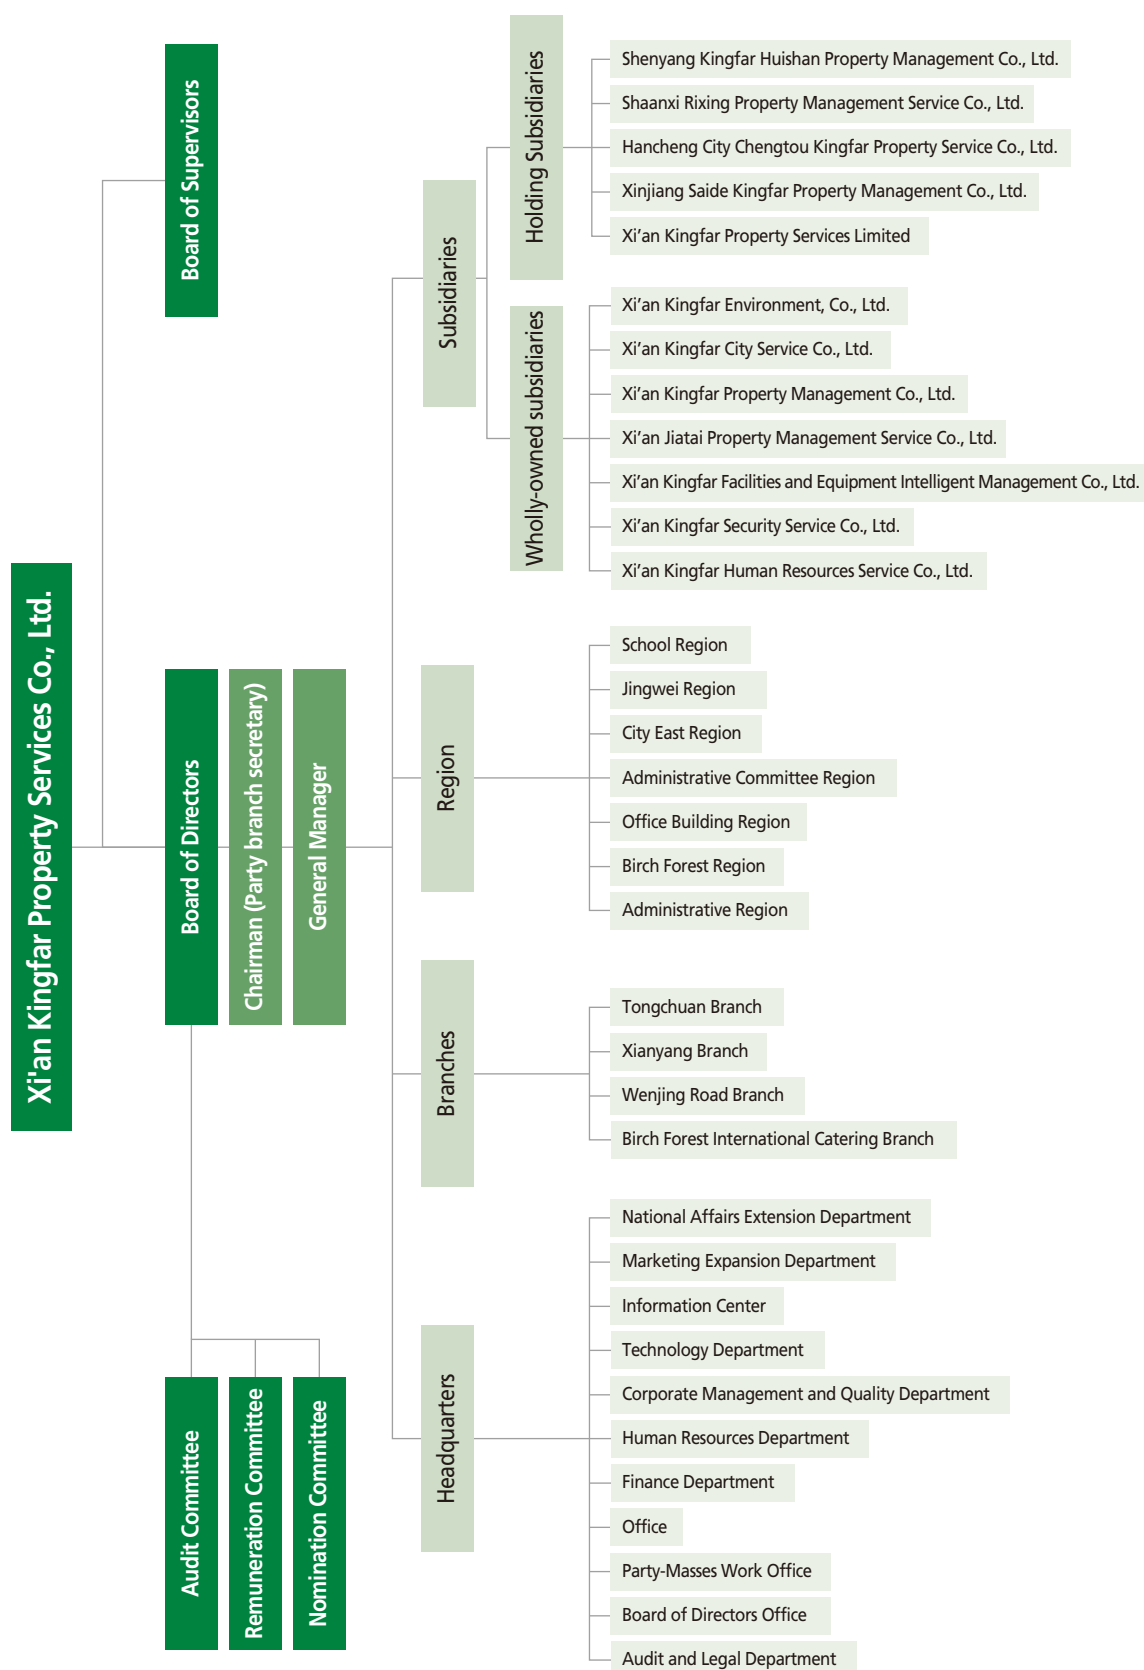 Xi'an Kingfar Property Services Co., Ltd.
Board of Supervisors
Board of Directors
Chairman (Party branch secretary)
General Manager
Audit Committee
Remuneration Committee
Nomination Committee
Subsidiaries
Holding Subsidiaries
Shenyang Kingfar Huishan Property Management Co., Ltd.
Shaanxi Rixing Property Management Service Co., Ltd.
Hancheng City Chengtou Kingfar Property Service Co., Ltd.
Xinjiang Saide Kingfar Property Management Co., Ltd.
Xi’an Kingfar Property Services Limited
Wholly-owned subsidiaries
Xi’an Kingfar Environment, Co., Ltd.
Xi’an Kingfar City Service Co., Ltd.
Xi’an Kingfar Property Management Co., Ltd.
Xi’an Jiatai Property Management Service Co., Ltd.
Xi’an Kingfar Facilities and Equipment Intelligent Management Co., Ltd.
Xi’an Kingfar Security Service Co., Ltd.
Xi’an Kingfar Human Resources Service Co., Ltd.
Region
School Region
Jingwei Region
City East Region
Administrative Committee Region
Office Building Region
Birch Forest Region
Administrative Region
Branches
Tongchuan Branch
Xianyang Branch
Wenjing Road Branch
Birch Forest International Catering Branch
Headquarters
National Affairs Extension Department
Marketing Expansion Department
Information Center
Technology Department
Corporate Management and Quality Department
Human Resources Department
Finance Department
Office
Party-Masses Work Office
Board of Directors Office
Audit and Legal Department